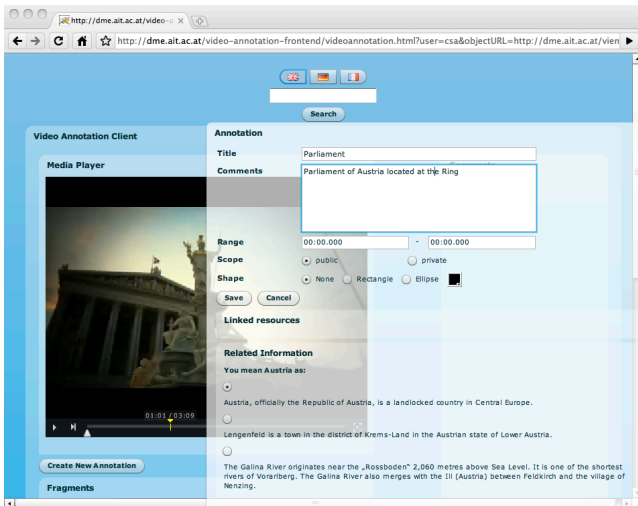 http://dme.ait.ac.at/video-a
http://dme.ait.ac.at/video-annotation-frontend/videoannotation.html?user=csa&objectURL=http://dme.ait.ac.at/vien
Search
Video Annotation Client
Annotation
Media Player
Title
Parliament
Comments
Parliament of Austria located at the Ring
Range
00:00.000 - 00:00.000
Scope
public
private
Shape
None
Rectangle
Ellipse
Save
Cancel
Linked resources
Related Information
You mean Austria as:
Austria, officially the Republic of Austria, is a landlocked country in Central Europe.
01:01 / 03:09
Lengenfeld is a town in the district of Krems-Land in the Austrian state of Lower Austria.
Create New Annotation
The Galina River originates near the „Rossboden“ 2,060 metres above Sea Level. It is one of the shortest
rivers of Vorarlberg. The Galina River also merges with the Ill (Austria) between Feldkirch and the village of
Nenzing.
Fragments